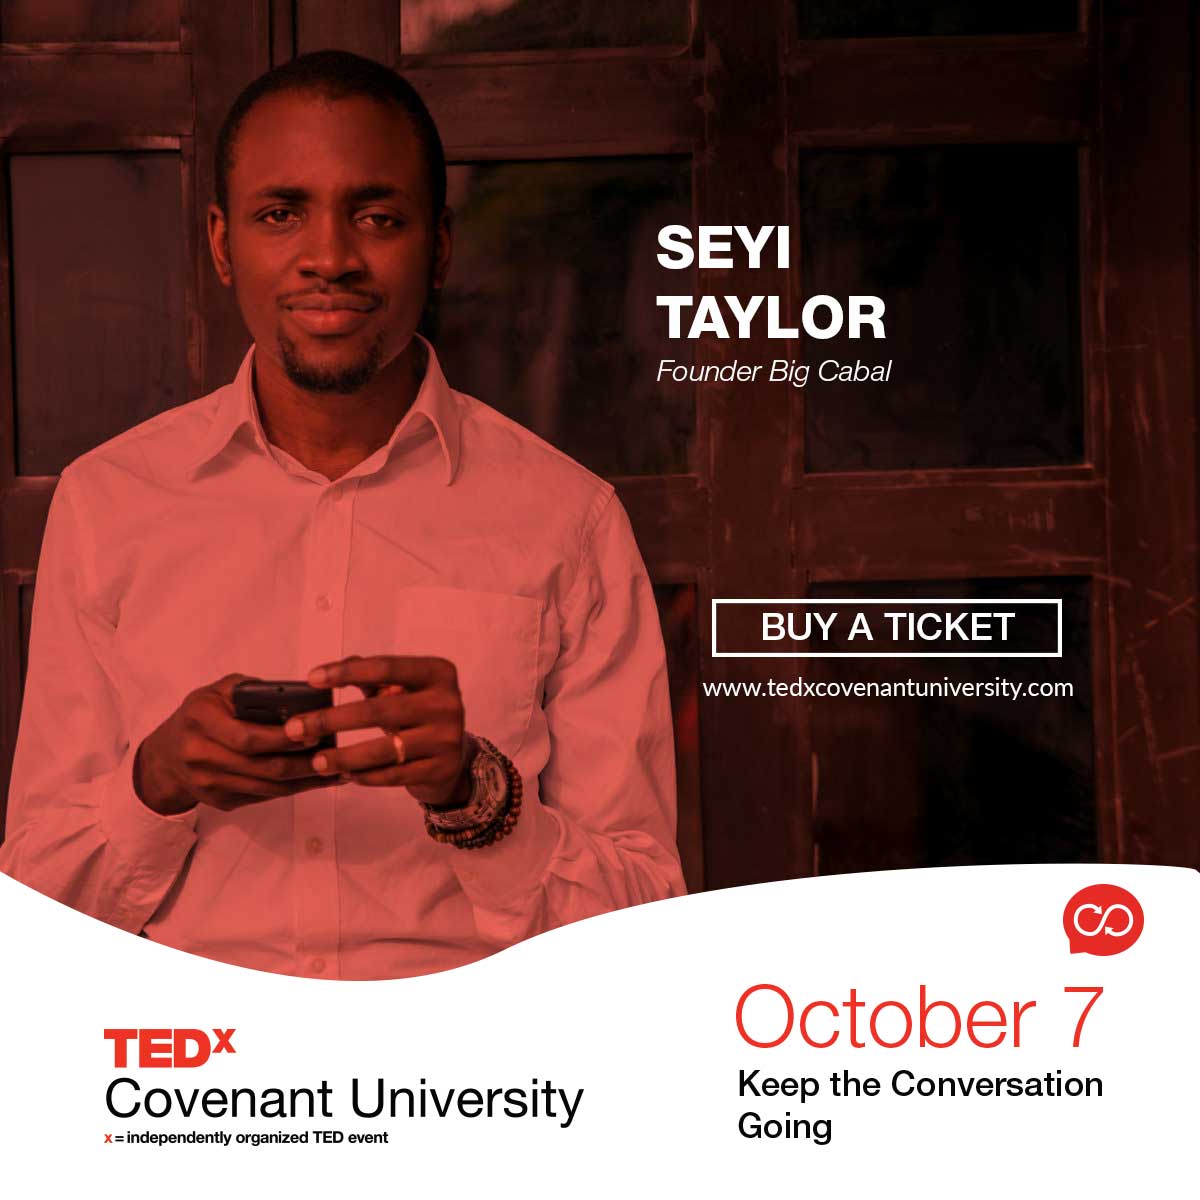 SEYI
TAYLOR
Founder Big Cabal
BUY A TICKET
www.tedxcovenantuniversity.com
TEDx
Covenant University
x = independently organized TED event
October 7
Keep the Conversation
Going